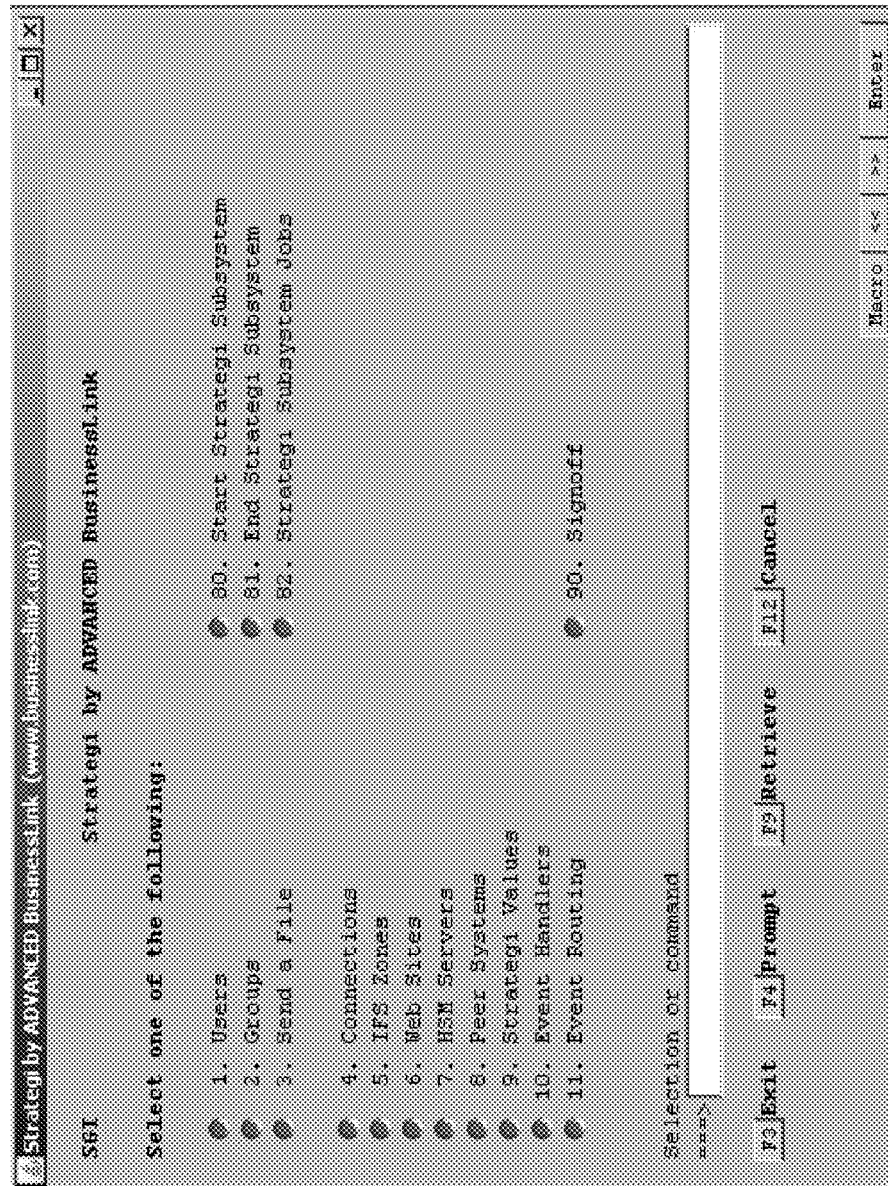 Strategi by ADVANCED BusinessLink (www.businesslink.com)
SGI Strategi by ADVANCED BusinessLink
Select one of the following:
1. Users 80. Start Strategi Subsystem
2. Groups 81. End Strategi Subsystem
3. Send a File 82. Strategi Subsystem Jobs
4. Connections
5. IFS Zones
6. Web Sites
7. HSM Servers
8. Peer Systems
9. Strategi Values
10. Event Handlers
11. Event Routing 90. Signoff
Selection or command
===>
F3 Exit F4 Prompt F9 Retrieve F12 Cancel
Macro << >> Enter